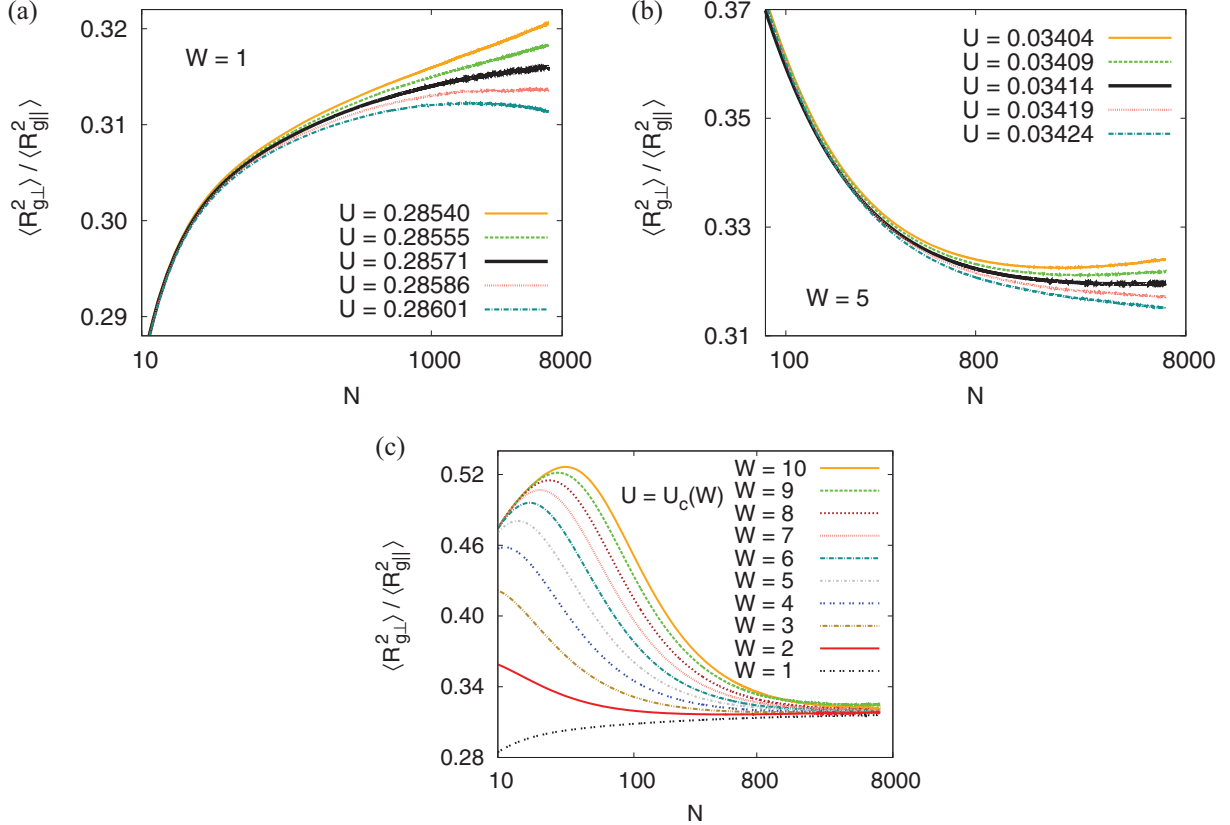 (a)
0.32
0.31
0.30
0.29
⟨R²g⊥⟩ / ⟨R²g||⟩
W = 1
U = 0.28540
U = 0.28555
U = 0.28571
U = 0.28586
U = 0.28601
10
1000
8000
N
(b)
0.37
0.35
0.33
0.31
⟨R²g⊥⟩ / ⟨R²g||⟩
U = 0.03404
U = 0.03409
U = 0.03414
U = 0.03419
U = 0.03424
W = 5
100
800
8000
N
(c)
0.52
0.46
0.40
0.34
0.28
⟨R²g⊥⟩ / ⟨R²g||⟩
U = Uc(W)
W = 10
W = 9
W = 8
W = 7
W = 6
W = 5
W = 4
W = 3
W = 2
W = 1
10
100
800
8000
N